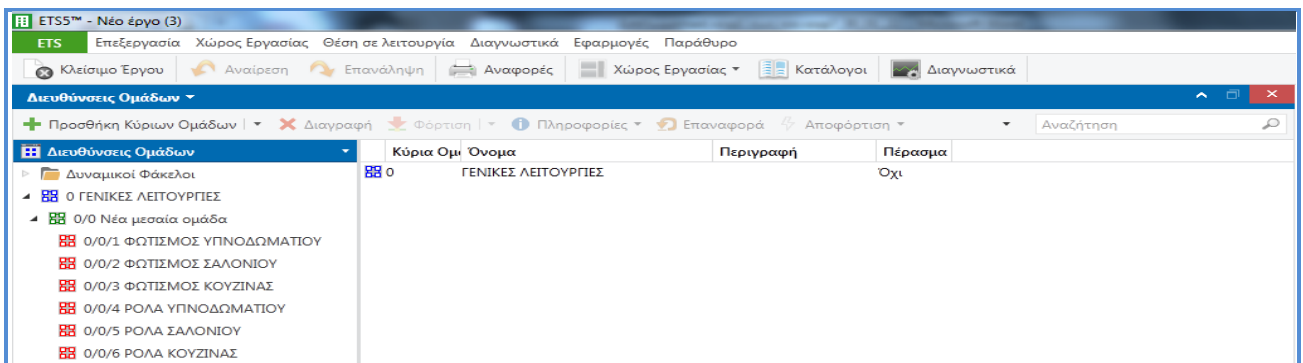 ETS5™ - Νέο έργο (3)
ETS Επεξεργασία Χώρος Εργασίας Θέση σε λειτουργία Διαγνωστικά Εφαρμογές Παράθυρο
Κλείσιμο Έργου Αναίρεση Επανάληψη Αναφορές Χώρος Εργασίας Κατάλογοι Διαγνωστικά
Διευθύνσεις Ομάδων
Προσθήκη Κύριων Ομάδων Διαγραφή Φόρτιση Πληροφορίες Επαναφορά Αποφόρτιση Αναζήτηση
Διευθύνσεις Ομάδων Κύρια Ομ Όνομα Περιγραφή Πέρασμα
Δυναμικοί Φάκελοι 0 ΓΕΝΙΚΕΣ ΛΕΙΤΟΥΡΓΙΕΣ Όχι
0 ΓΕΝΙΚΕΣ ΛΕΙΤΟΥΡΓΙΕΣ
0/0 Νέα μεσαία ομάδα
0/0/1 ΦΩΤΙΣΜΟΣ ΥΠΝΟΔΩΜΑΤΙΟΥ
0/0/2 ΦΩΤΙΣΜΟΣ ΣΑΛΟΝΙΟΥ
0/0/3 ΦΩΤΙΣΜΟΣ ΚΟΥΖΙΝΑΣ
0/0/4 ΡΟΛΑ ΥΠΝΟΔΩΜΑΤΙΟΥ
0/0/5 ΡΟΛΑ ΣΑΛΟΝΙΟΥ
0/0/6 ΡΟΛΑ ΚΟΥΖΙΝΑΣ